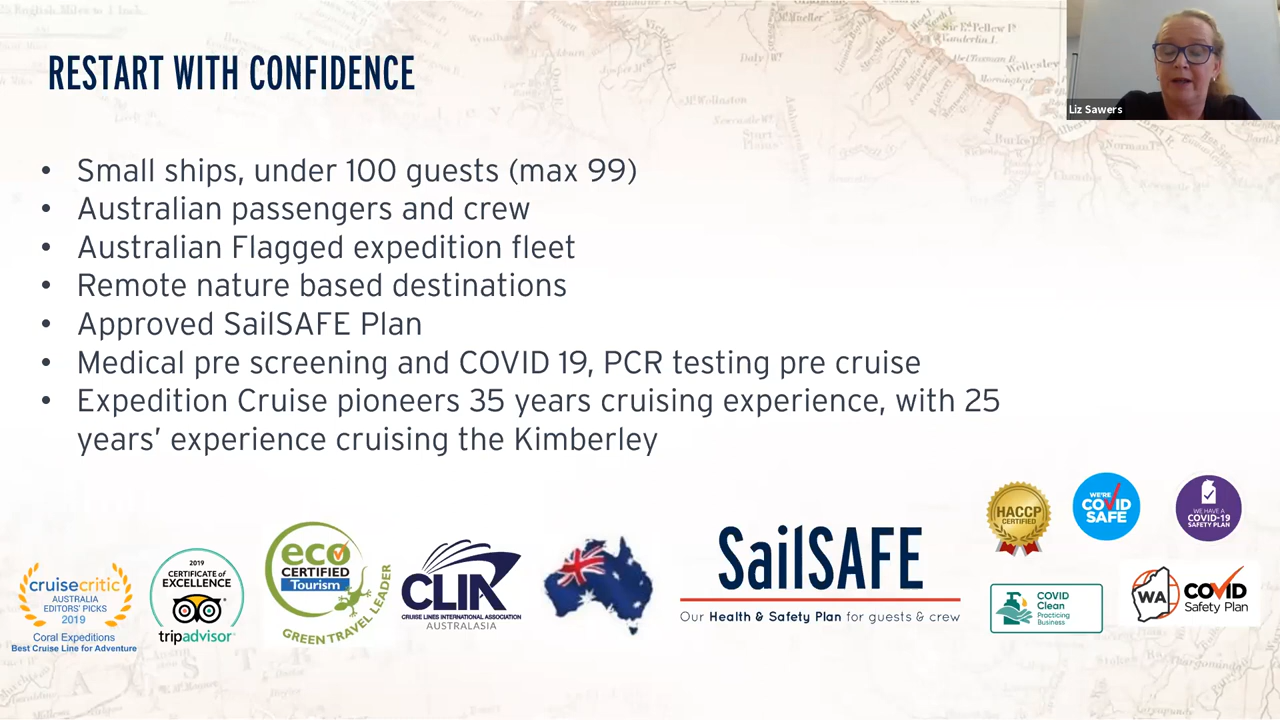 RESTART WITH CONFIDENCE
Liz Sawers
• Small ships, under 100 guests (max 99)
• Australian passengers and crew
• Australian Flagged expedition fleet
• Remote nature based destinations
• Approved SailSAFE Plan
• Medical pre screening and COVID 19, PCR testing pre cruise
• Expedition Cruise pioneers 35 years cruising experience, with 25
years’ experience cruising the Kimberley
cruisecritic
AUSTRALIA
EDITORS' PICKS
2019
Coral Expeditions
Best Cruise Line for Adventure
2019
CERTIFICATE of
EXCELLENCE
tripadvisor
eco
CERTIFIED
Tourism
GREEN TRAVEL LEADER
CLIA
CRUISE LINES INTERNATIONAL ASSOCIATION
AUSTRALASIA
SailSAFE
Our Health & Safety Plan for guests & crew
HACCP
CERTIFIED
WE'RE
COVID
SAFE
WE HAVE A
COVID-19
SAFETY PLAN
COVID
Clean
Practicing
Business
WA
COVID
Safety Plan